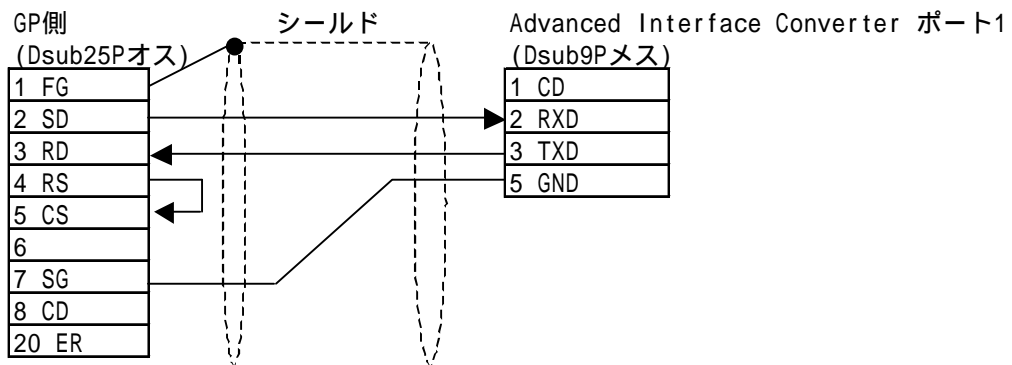 GP側
(Dsub25Pオス)
1 FG
2 SD
3 RD
4 RS
5 CS
6
7 SG
8 CD
20 ER
シールド
Advanced Interface Converter ポート1
(Dsub9Pメス)
1 CD
2 RXD
3 TXD
5 GND